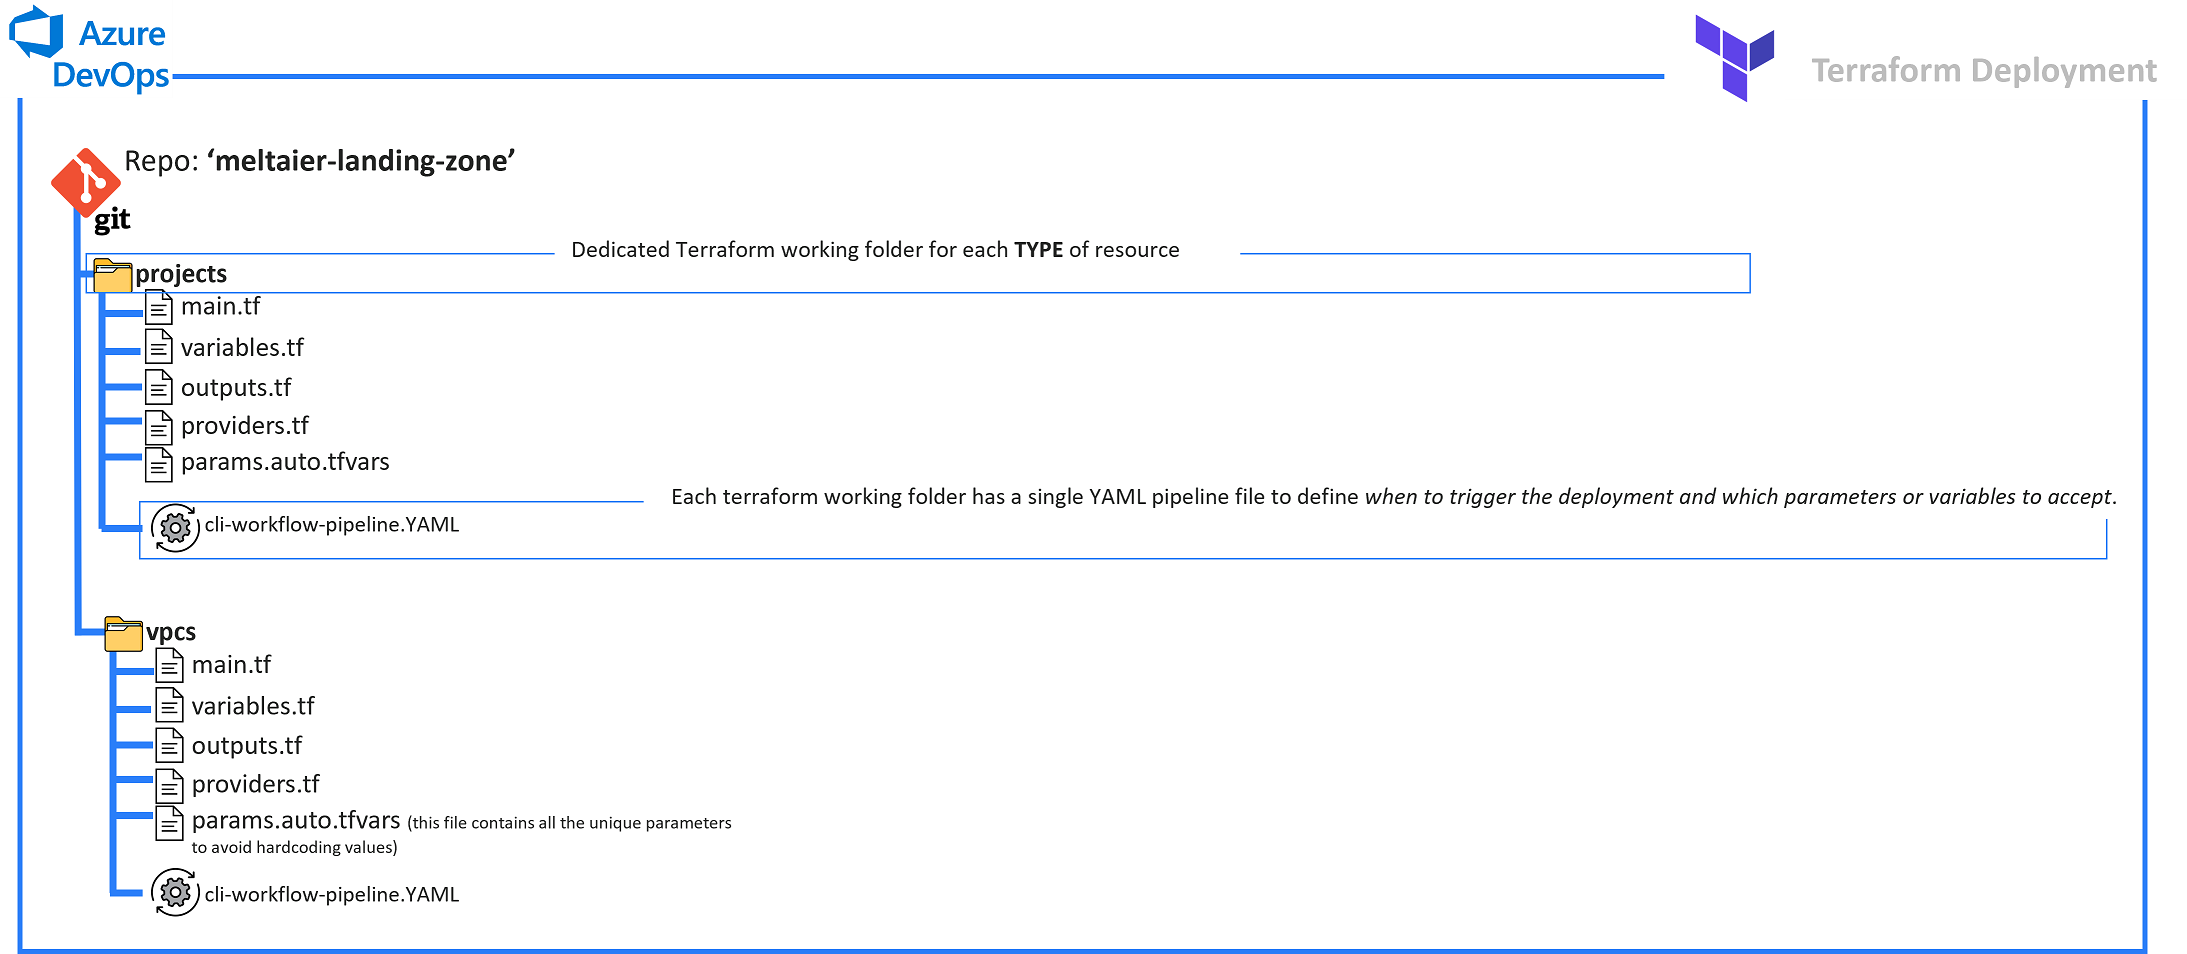 Azure
DevOps
Terraform Deployment
Repo: ‘meltaier-landing-zone’
git
Dedicated Terraform working folder for each TYPE of resource
projects
main.tf
variables.tf
outputs.tf
providers.tf
params.auto.tfvars
Each terraform working folder has a single YAML pipeline file to define when to trigger the deployment and which parameters or variables to accept.
cli-workflow-pipeline.YAML
vpcs
main.tf
variables.tf
outputs.tf
providers.tf
params.auto.tfvars (this file contains all the unique parameters
to avoid hardcoding values)
cli-workflow-pipeline.YAML